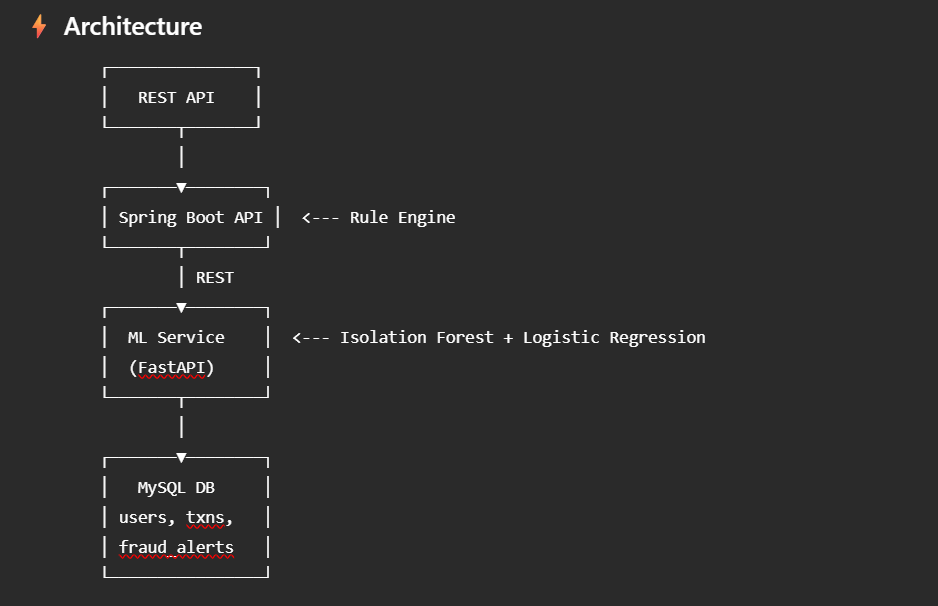 ⚡ Architecture
REST API
Spring Boot API <--- Rule Engine
REST
ML Service <--- Isolation Forest + Logistic Regression
(FastAPI)
MySQL DB
users, txns,
fraud_alerts